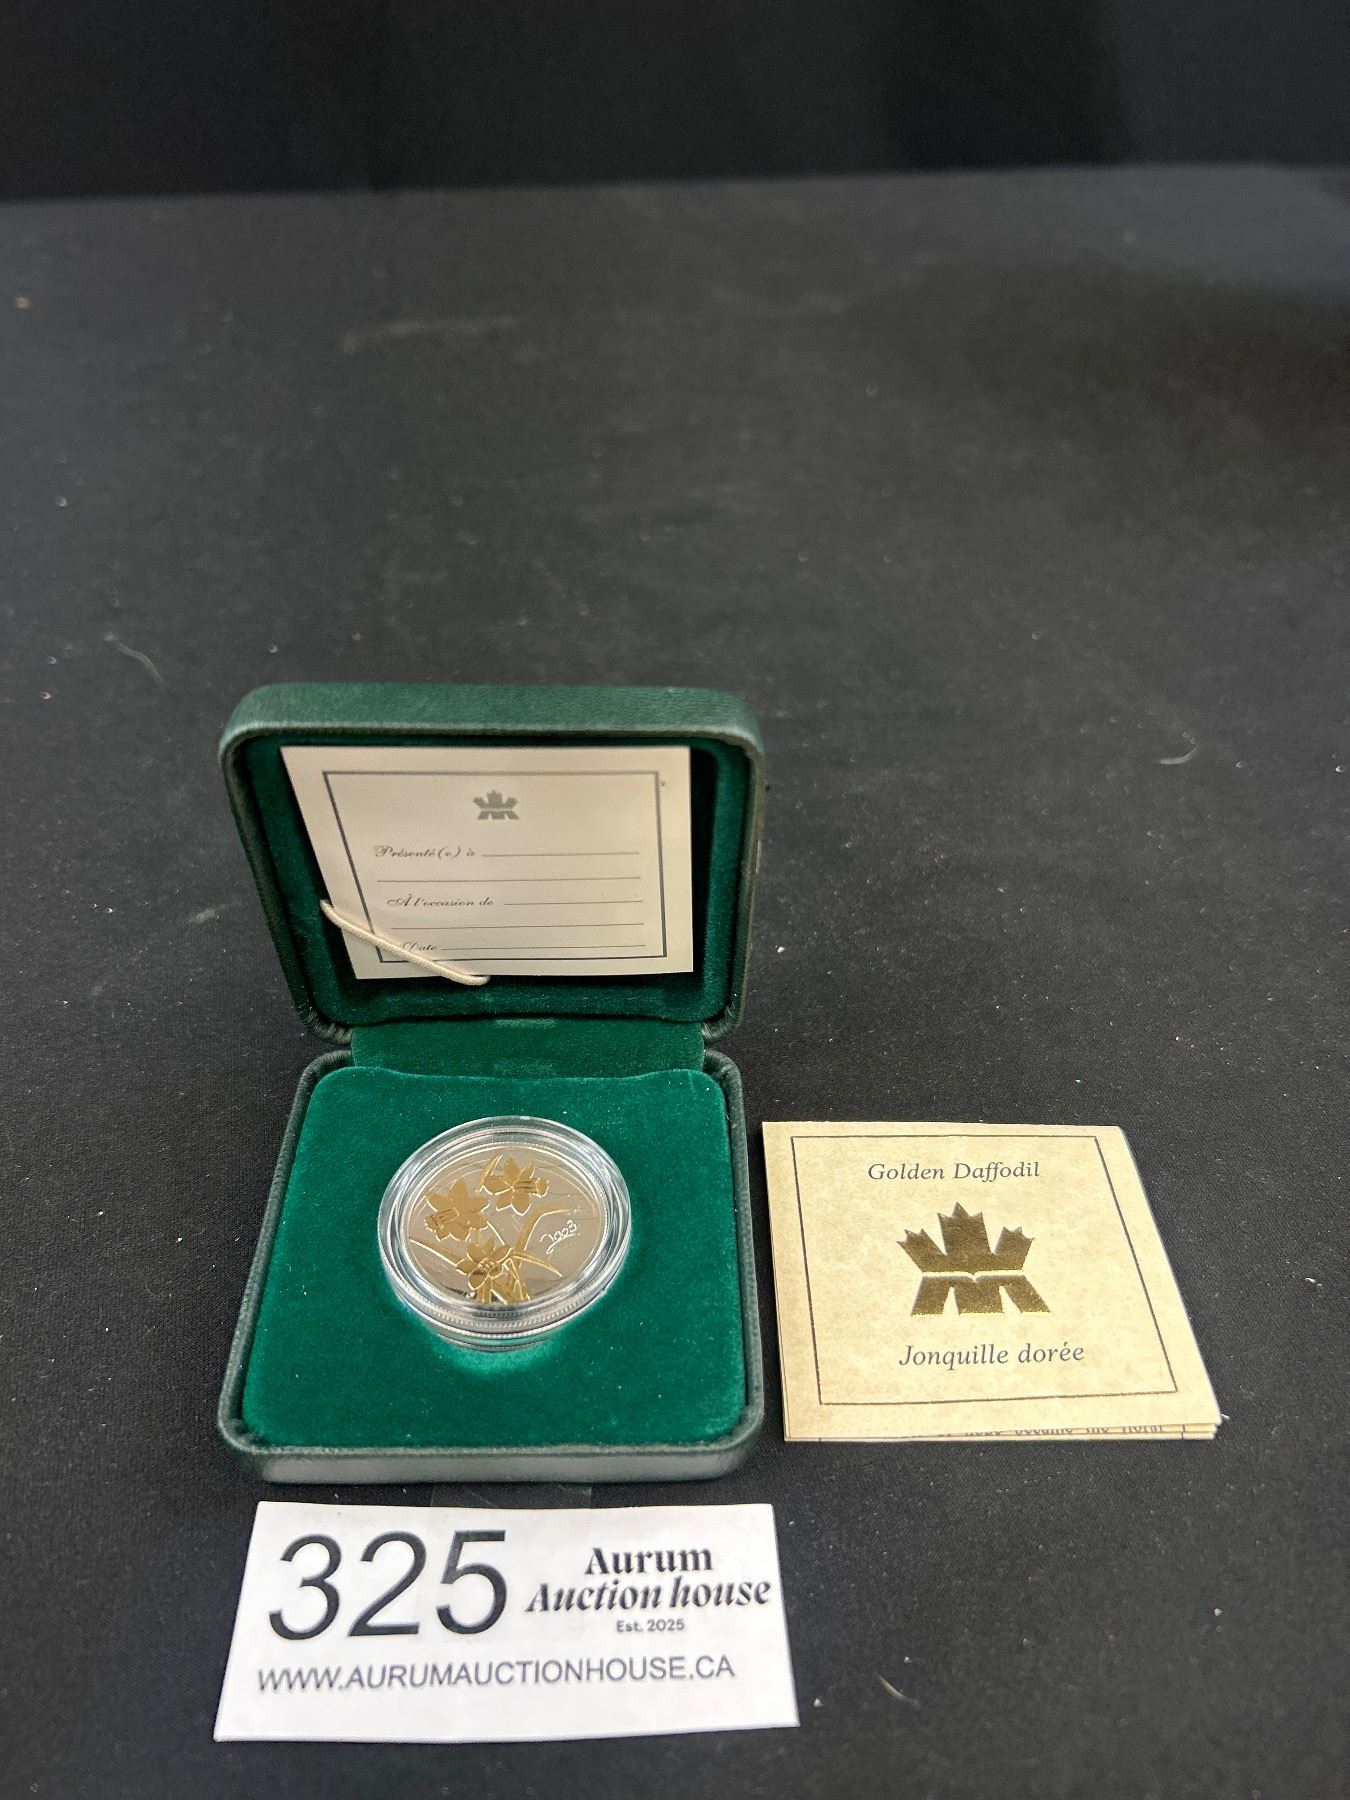 Présenté(e) à
À l'occasion de
Date
2003
Golden Daffodil
Jonquille dorée
325
Aurum
Auction house
Est. 2025
WWW.AURUMAUCTIONHOUSE.CA